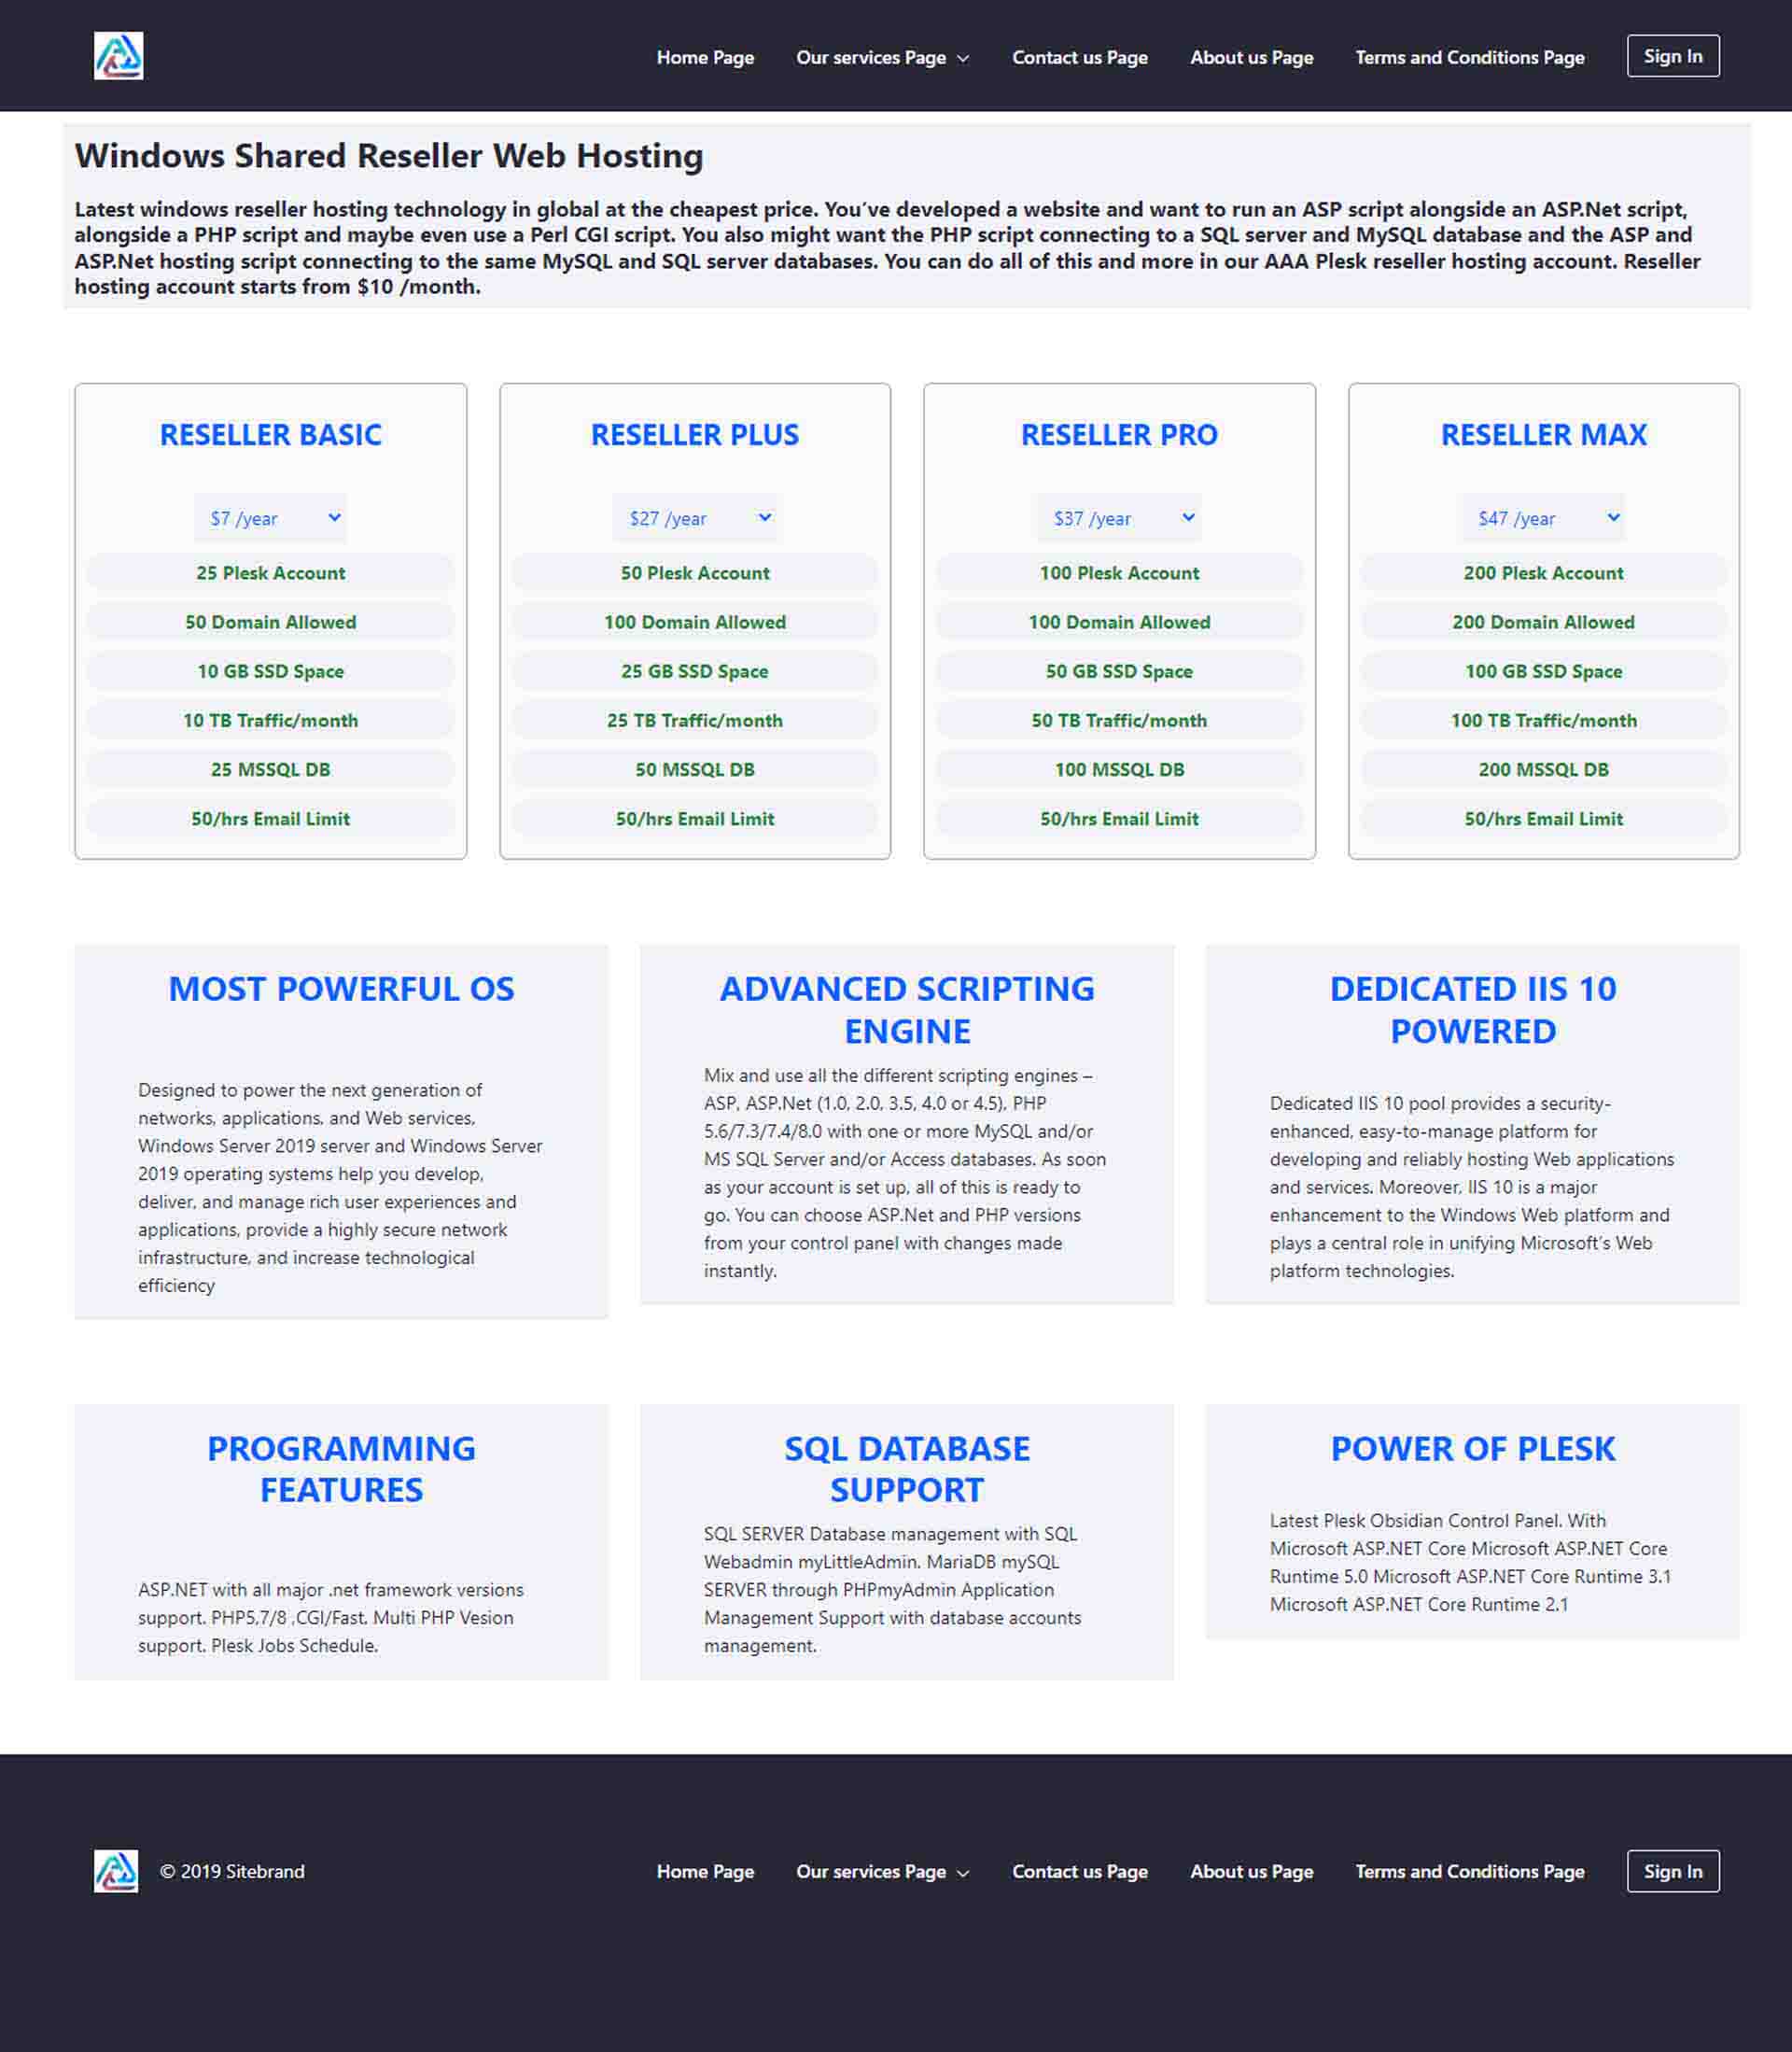 Home Page Our services Page Contact us Page About us Page Terms and Conditions Page Sign In
Windows Shared Reseller Web Hosting
Latest windows reseller hosting technology in global at the cheapest price. You’ve developed a website and want to run an ASP script alongside an ASP.Net script,
alongside a PHP script and maybe even use a Perl CGI script. You also might want the PHP script connecting to a SQL server and MySQL database and the ASP and
ASP.Net hosting script connecting to the same MySQL and SQL server databases. You can do all of this and more in our AAA Plesk reseller hosting account. Reseller
hosting account starts from $10 /month.
RESELLER BASIC
$7 /year
25 Plesk Account
50 Domain Allowed
10 GB SSD Space
10 TB Traffic/month
25 MSSQL DB
50/hrs Email Limit
RESELLER PLUS
$27 /year
50 Plesk Account
100 Domain Allowed
25 GB SSD Space
25 TB Traffic/month
50 MSSQL DB
50/hrs Email Limit
RESELLER PRO
$37 /year
100 Plesk Account
100 Domain Allowed
50 GB SSD Space
50 TB Traffic/month
100 MSSQL DB
50/hrs Email Limit
RESELLER MAX
$47 /year
200 Plesk Account
200 Domain Allowed
100 GB SSD Space
100 TB Traffic/month
200 MSSQL DB
50/hrs Email Limit
MOST POWERFUL OS
Designed to power the next generation of
networks, applications, and Web services,
Windows Server 2019 server and Windows Server
2019 operating systems help you develop,
deliver, and manage rich user experiences and
applications, provide a highly secure network
infrastructure, and increase technological
efficiency
ADVANCED SCRIPTING
ENGINE
Mix and use all the different scripting engines –
ASP, ASP.Net (1.0, 2.0, 3.5, 4.0 or 4.5), PHP
5.6/7.3/7.4/8.0 with one or more MySQL and/or
MS SQL Server and/or Access databases. As soon
as your account is set up, all of this is ready to
go. You can choose ASP.Net and PHP versions
from your control panel with changes made
instantly.
DEDICATED IIS 10
POWERED
Dedicated IIS 10 pool provides a security-
enhanced, easy-to-manage platform for
developing and reliably hosting Web applications
and services. Moreover, IIS 10 is a major
enhancement to the Windows Web platform and
plays a central role in unifying Microsoft’s Web
platform technologies.
PROGRAMMING
FEATURES
ASP.NET with all major .net framework versions
support. PHP5.7/8 ,CGI/Fast. Multi PHP Vesion
support. Plesk Jobs Schedule.
SQL DATABASE
SUPPORT
SQL SERVER Database management with SQL
Webadmin myLittleAdmin. MariaDB mySQL
SERVER through PHPmyAdmin Application
Management Support with database accounts
management.
POWER OF PLESK
Latest Plesk Obsidian Control Panel. With
Microsoft ASP.NET Core Microsoft ASP.NET Core
Runtime 5.0 Microsoft ASP.NET Core Runtime 3.1
Microsoft ASP.NET Core Runtime 2.1
© 2019 Sitebrand Home Page Our services Page Contact us Page About us Page Terms and Conditions Page Sign In